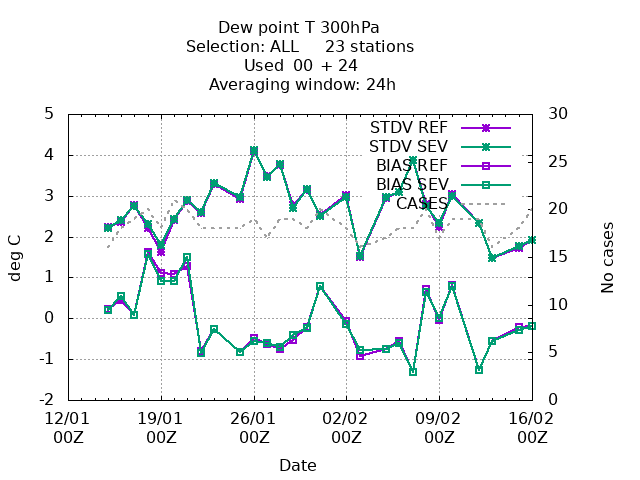 Dew point T 300hPa
Selection: ALL 23 stations
Used 00 + 24
Averaging window: 24h
5
4
3
2
1
0
-1
-2
30
25
20
15
10
5
0
STDV REF
STDV SEV
BIAS REF
BIAS SEV
CASES
deg C
No cases
12/01 19/01 26/01 02/02 09/02 16/02
00Z 00Z 00Z 00Z 00Z 00Z
Date